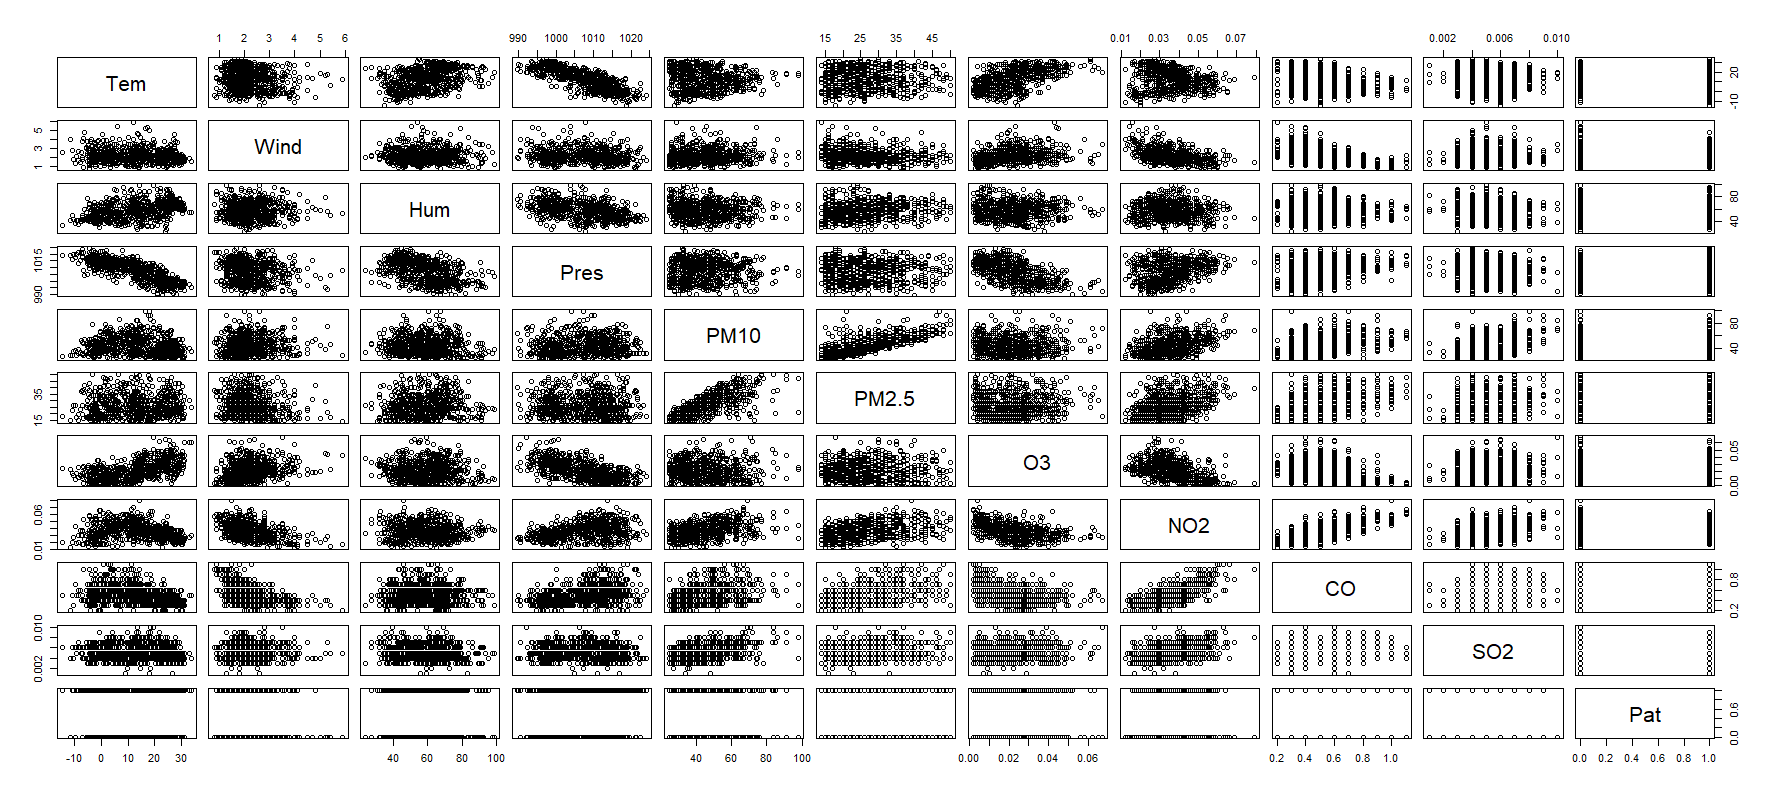 1 2 3 4 5 6
990 1000 1010 1020
15 25 35 45
0.01 0.03 0.05 0.07
0.002 0.006 0.010
Tem
-10 20
1 3 5
Wind
Hum
40 80
990 1015
Pres
PM10
40 80
15 35
PM2.5
O3
0.00 0.05
0.01 0.06
NO2
CO
0.2 0.8
0.002 0.010
SO2
Pat
0.0 0.6
-10 0 10 20 30
40 60 80 100
40 60 80 100
0.00 0.02 0.04 0.06
0.2 0.4 0.6 0.8 1.0
0.0 0.2 0.4 0.6 0.8 1.0